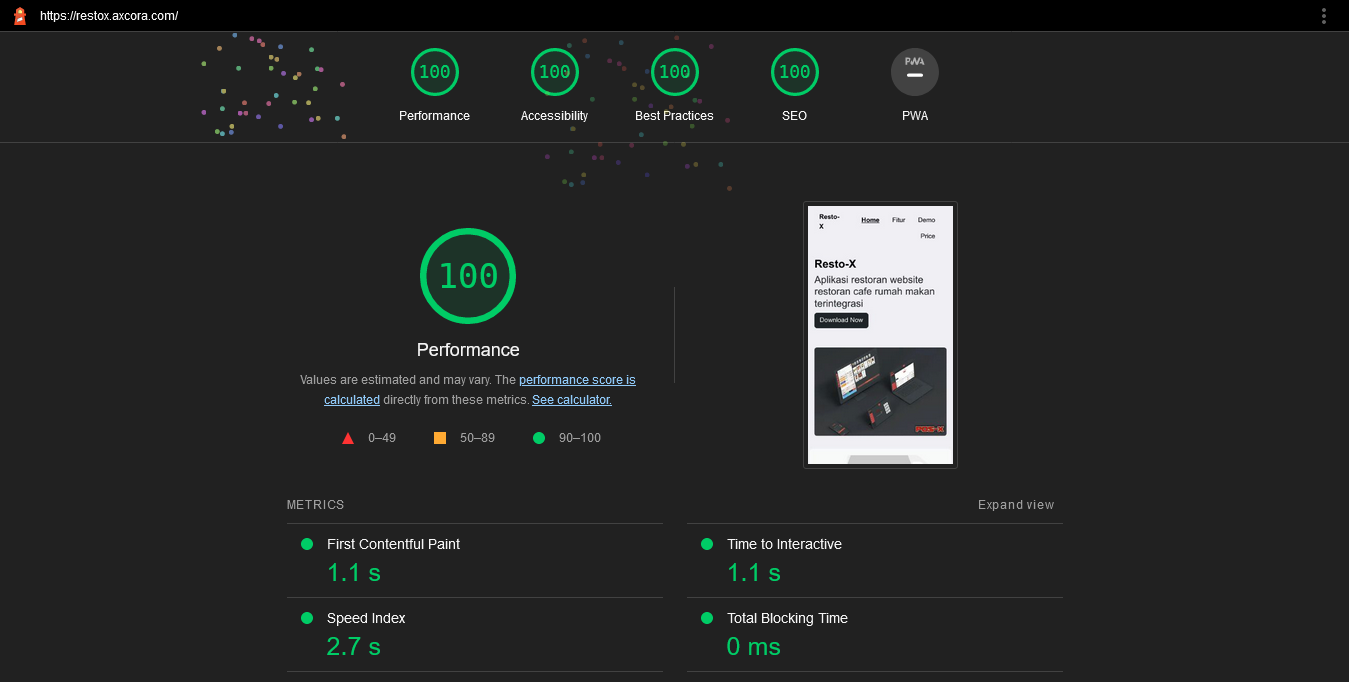 https://restox.axcora.com/
100
100
100
100
PWA
Performance
Accessibility
Best Practices
SEO
PWA
100
Performance
Values are estimated and may vary. The performance score is
calculated directly from these metrics. See calculator.
0–49
50–89
90–100
Resto-
X
Home
Fitur
Demo
Price
Resto-X
Aplikasi restoran website
restoran cafe rumah makan
terintegrasi
Download Now
METRICS
Expand view
First Contentful Paint
1.1 s
Time to Interactive
1.1 s
Speed Index
2.7 s
Total Blocking Time
0 ms